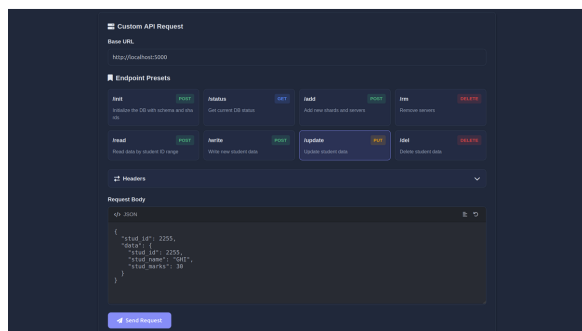 Custom API Request
Base URL
http://localhost:5000
Endpoint Presets
/init POST
Initialize the DB with schema and sha
rds
/status GET
Get current DB status
/add POST
Add new shards and servers
/rm DELETE
Remove servers
/read POST
Read data by student ID range
/write POST
Write new student data
/update PUT
Update student data
/del DELETE
Delete student data
Headers
Request Body
</> JSON
{
"stud_id": 2255,
"data": {
"stud_id": 2255,
"stud_name": "GHI",
"stud_marks": 30
}
}
Send Request